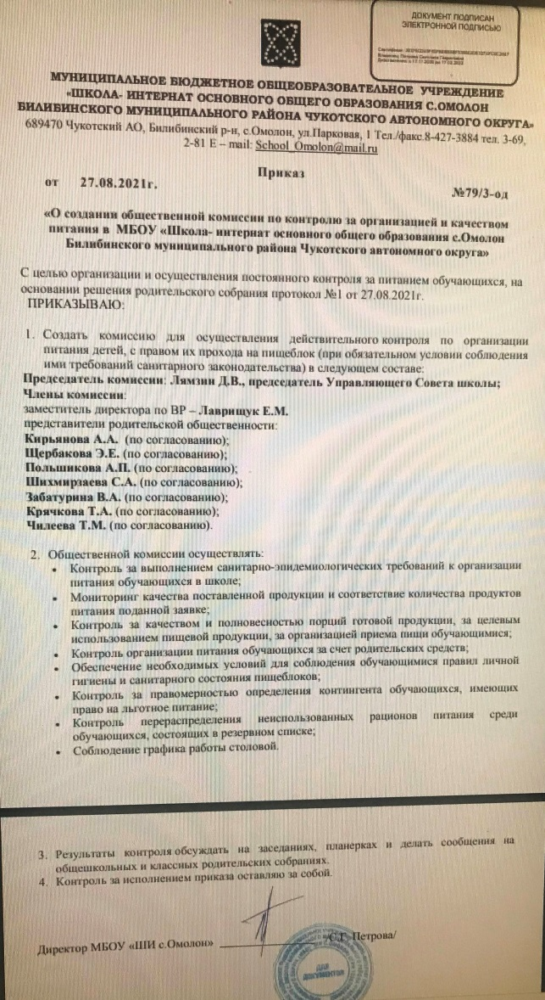 ДОКУМЕНТ ПОДПИСАН
ЭЛЕКТРОННОЙ ПОДПИСЬЮ
МУНИЦИПАЛЬНОЕ БЮДЖЕТНОЕ ОБЩЕОБРАЗОВАТЕЛЬНОЕ УЧРЕЖДЕНИЕ
«ШКОЛА- ИНТЕРНАТ ОСНОВНОГО ОБЩЕГО ОБРАЗОВАНИЯ С.ОМОЛОН
БИЛИБИНСКОГО МУНИЦИПАЛЬНОГО РАЙОНА ЧУКОТСКОГО АВТОНОМНОГО ОКРУГА»
689470 Чукотский АО, Билибинский р-н, с.Омолон, ул.Парковая, 1 Тел./факс.8-427-3884 тел. 3-69,
2-81 Е – mail: School_Omolon@mail.ru
Приказ
от 27.08.2021г.
№79/3-од
«О создании общественной комиссии по контролю за организацией и качеством
питания в МБОУ «Школа- интернат основного общего образования с.Омолон
Билибинского муниципального района Чукотского автономного округа»
С целью организации и осуществления постоянного контроля за питанием обучающихся, на
основании решения родительского собрания протокол №1 от 27.08.2021г.
ПРИКАЗЫВАЮ:
1. Создать комиссию для осуществления действительного контроля по организации
питания детей, с правом их прохода на пищеблок (при обязательном условии соблюдения
ими требований санитарного законодательства) в следующем составе:
Председатель комиссии: Лямзин Д.В., председатель Управляющего Совета школы;
Члены комиссии:
заместитель директора по ВР – Лаврищук Е.М.
представители родительской общественности:
Кирьянова А.А. (по согласованию);
Щербакова Э.Е. (по согласованию);
Польшикова А.П. (по согласованию);
Шихмирзаева С.А. (по согласованию);
Забатурина В.А. (по согласованию);
Крячкова Т.А. (по согласованию);
Чилеева Т.М. (по согласованию).
2. Общественной комиссии осуществлять:
• Контроль за выполнением санитарно-эпидемиологических требований к организации
питания обучающихся в школе;
• Мониторинг качества поставленной продукции и соответствие количества продуктов
питания поданной заявке;
• Контроль за качеством и полновесностью порций готовой продукции, за целевым
использованием пищевой продукции, за организацией приема пищи обучающимися;
• Контроль организации питания обучающихся за счет родительских средств;
• Обеспечение необходимых условий для соблюдения обучающимися правил личной
гигиены и санитарного состояния пищеблоков;
• Контроль за правомерностью определения контингента обучающихся, имеющих
право на льготное питание;
• Контроль перераспределения неиспользованных рационов питания среди
обучающихся, состоящих в резервном списке;
• Соблюдение графика работы столовой.
3. Результаты контроля обсуждать на заседаниях, планерках и делать сообщения на
общешкольных и классных родительских собраниях.
4. Контроль за исполнением приказа оставляю за собой.
Директор МБОУ «ШИ с.Омолон» С.Г. Петрова/
ДЛЯ
ДОКУМЕНТОВ